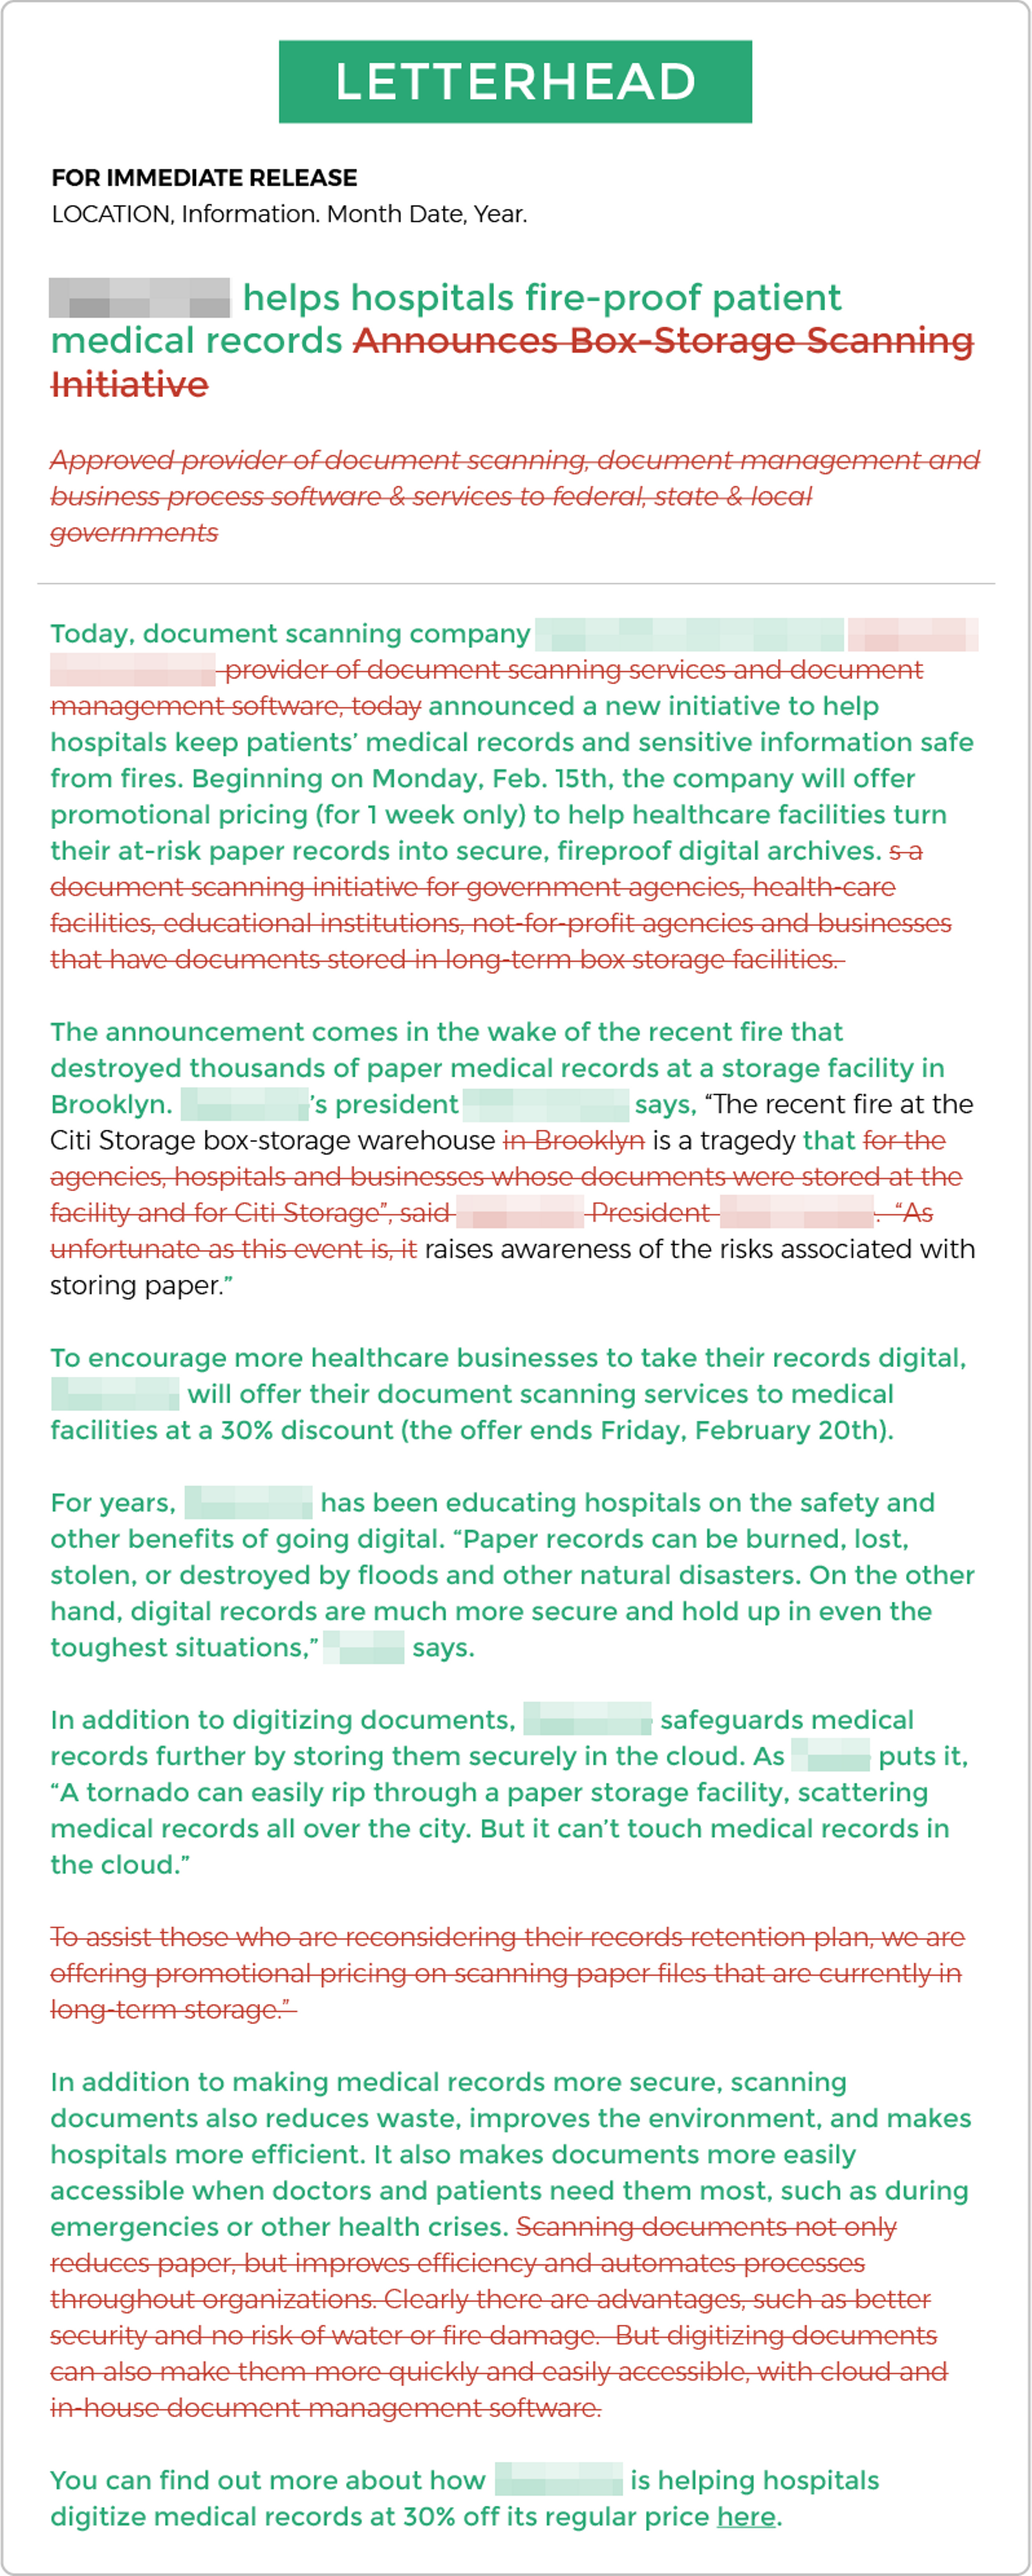 LETTERHEAD
FOR IMMEDIATE RELEASE
LOCATION, Information. Month Date, Year.
helps hospitals fire-proof patient
medical records Announces Box-Storage Scanning
Initiative
Approved provider of document scanning, document management and
business process software & services to federal, state & local
governments
Today, document scanning company
provider of document scanning services and document
management software, today announced a new initiative to help
hospitals keep patients’ medical records and sensitive information safe
from fires. Beginning on Monday, Feb. 15th, the company will offer
promotional pricing (for 1 week only) to help healthcare facilities turn
their at-risk paper records into secure, fireproof digital archives. s a
document scanning initiative for government agencies, health-care
facilities, educational institutions, not-for-profit agencies and businesses
that have documents stored in long-term box storage facilities.
The announcement comes in the wake of the recent fire that
destroyed thousands of paper medical records at a storage facility in
Brooklyn. ’s president says, “The recent fire at the
Citi Storage box-storage warehouse in Brooklyn is a tragedy that for the
agencies, hospitals and businesses whose documents were stored at the
facility and for Citi Storage”, said President . “As
unfortunate as this event is, it raises awareness of the risks associated with
storing paper.”
To encourage more healthcare businesses to take their records digital,
will offer their document scanning services to medical
facilities at a 30% discount (the offer ends Friday, February 20th).
For years, has been educating hospitals on the safety and
other benefits of going digital. “Paper records can be burned, lost,
stolen, or destroyed by floods and other natural disasters. On the other
hand, digital records are much more secure and hold up in even the
toughest situations,” says.
In addition to digitizing documents, safeguards medical
records further by storing them securely in the cloud. As puts it,
“A tornado can easily rip through a paper storage facility, scattering
medical records all over the city. But it can’t touch medical records in
the cloud.”
To assist those who are reconsidering their records retention plan, we are
offering promotional pricing on scanning paper files that are currently in
long-term storage.”
In addition to making medical records more secure, scanning
documents also reduces waste, improves the environment, and makes
hospitals more efficient. It also makes documents more easily
accessible when doctors and patients need them most, such as during
emergencies or other health crises. Scanning documents not only
reduces paper, but improves efficiency and automates processes
throughout organizations. Clearly there are advantages, such as better
security and no risk of water or fire damage. But digitizing documents
can also make them more quickly and easily accessible, with cloud and
in-house document management software.
You can find out more about how is helping hospitals
digitize medical records at 30% off its regular price here.